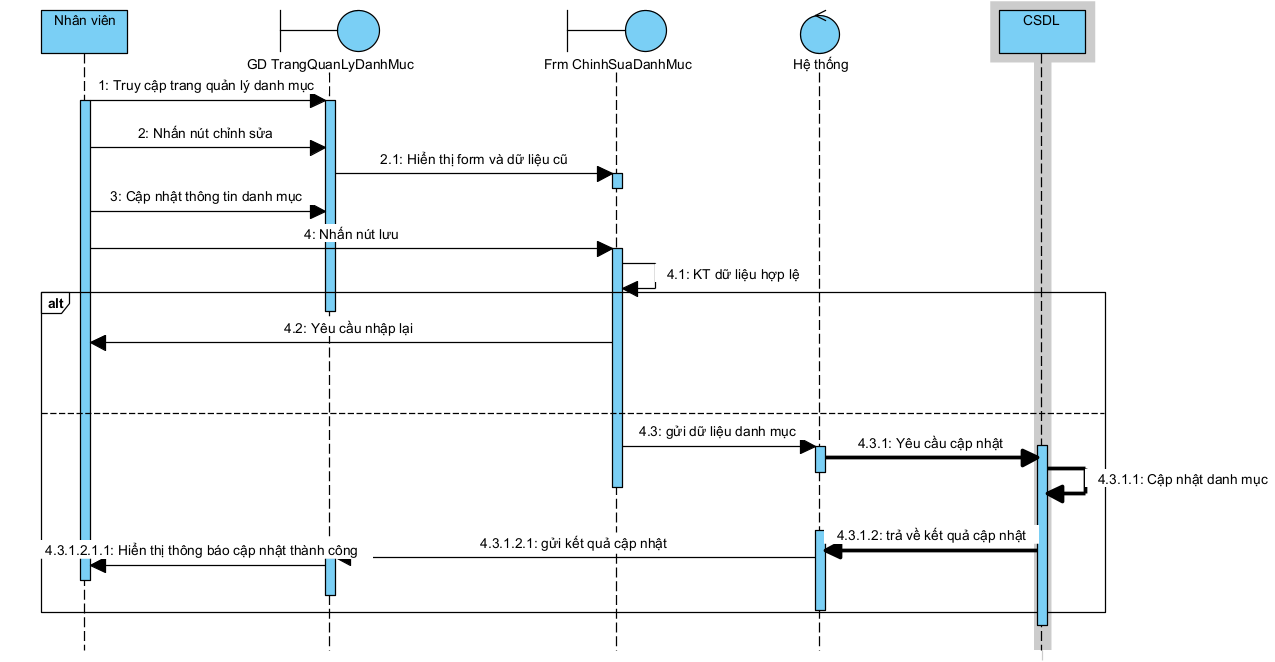 Nhân viên
GD TrangQuanLyDanhMuc
Frm ChinhSuaDanhMuc
Hệ thống
CSDL
1: Truy cập trang quản lý danh mục
2: Nhấn nút chỉnh sửa
2.1: Hiển thị form và dữ liệu cũ
3: Cập nhật thông tin danh mục
4: Nhấn nút lưu
4.1: KT dữ liệu hợp lệ
alt
4.2: Yêu cầu nhập lại
4.3: gửi dữ liệu danh mục
4.3.1: Yêu cầu cập nhật
4.3.1.1: Cập nhật danh mục
4.3.1.2: trả về kết quả cập nhật
4.3.1.2.1: gửi kết quả cập nhật
4.3.1.2.1.1: Hiển thị thông báo cập nhật thành công